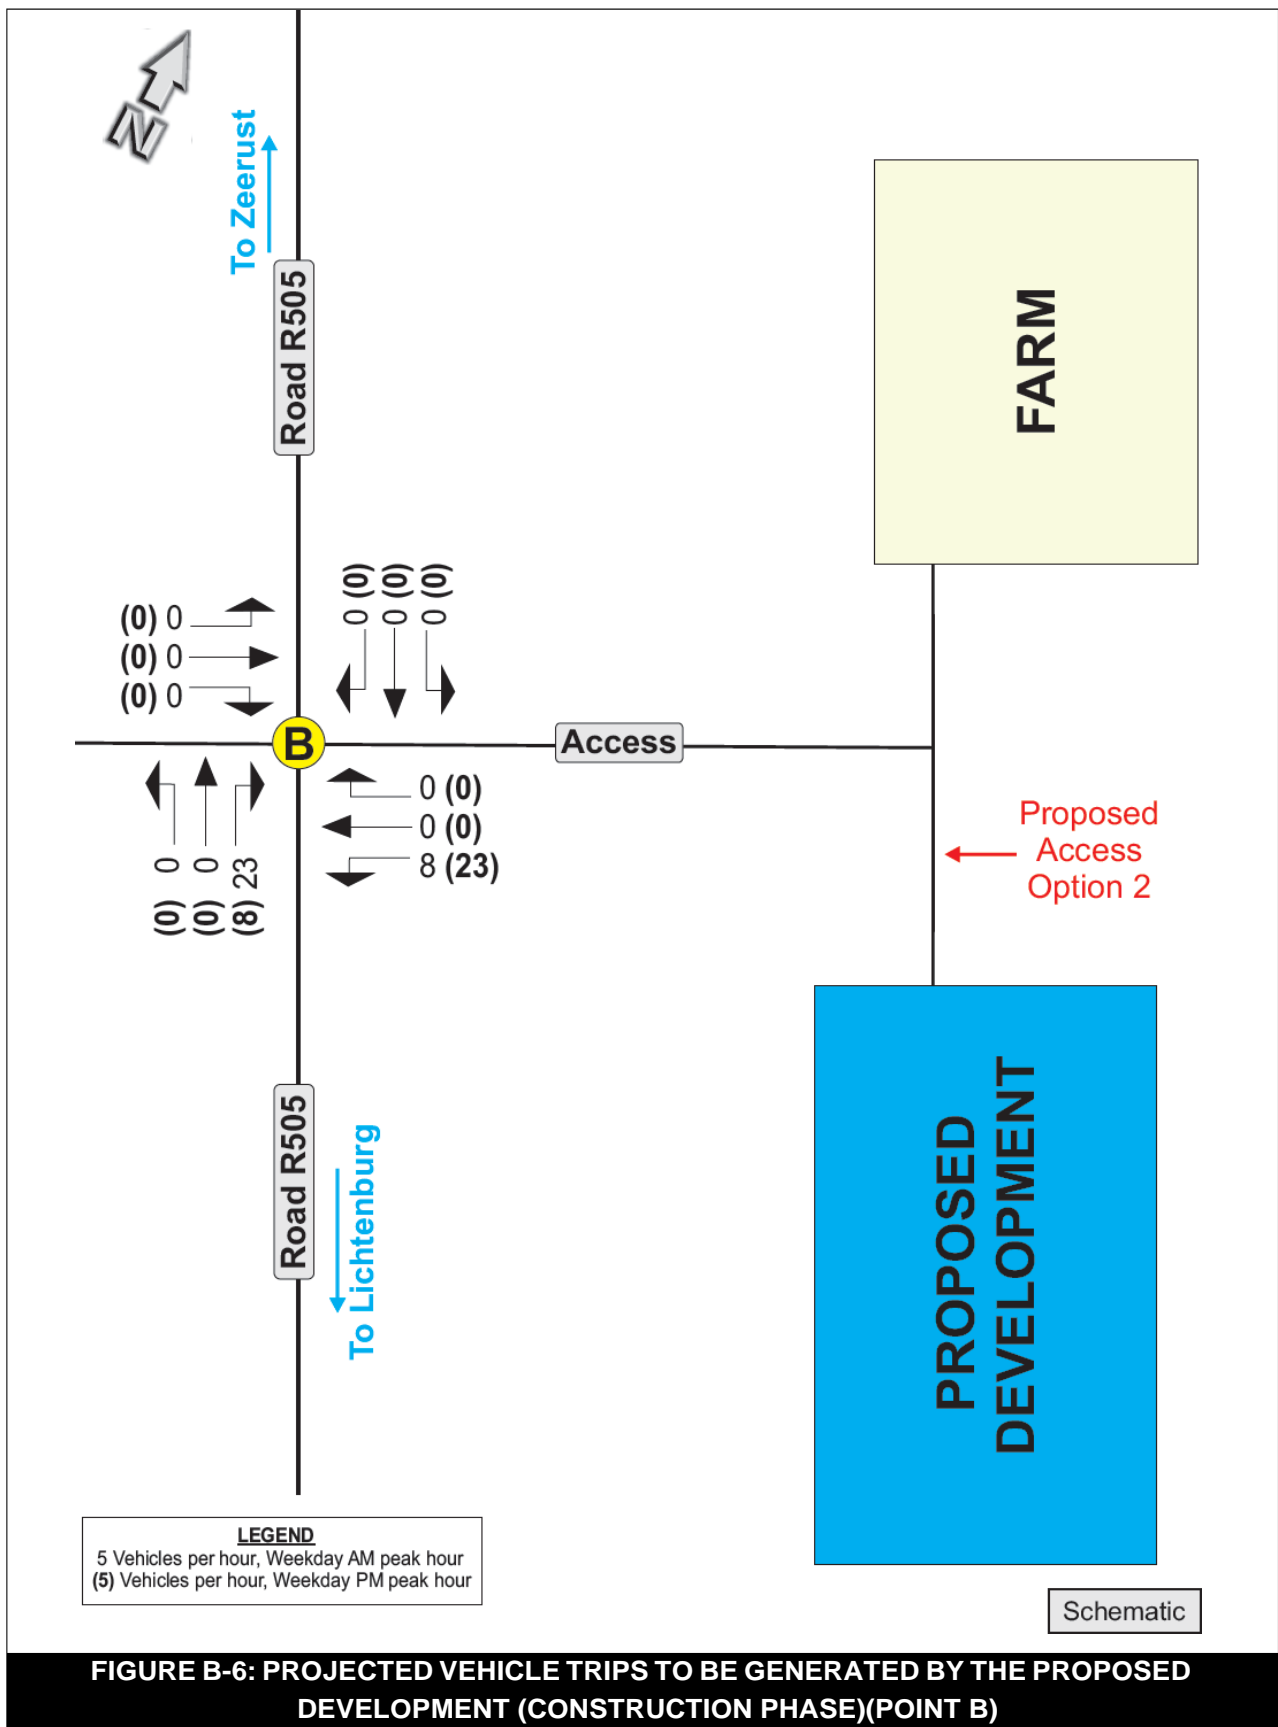 N
To Zeerust
Road R505
FARM
(0) 0
(0) 0
(0) 0
0 (0)
0 (0)
0 (0)
B
Access
0 (0)
0 (0)
8 (23)
(0) 0
(0) 0
(8) 23
Proposed
Access
Option 2
Road R505
To Lichtenburg
PROPOSED
DEVELOPMENT
LEGEND
5 Vehicles per hour, Weekday AM peak hour
(5) Vehicles per hour, Weekday PM peak hour
Schematic
FIGURE B-6: PROJECTED VEHICLE TRIPS TO BE GENERATED BY THE PROPOSED
DEVELOPMENT (CONSTRUCTION PHASE)(POINT B)